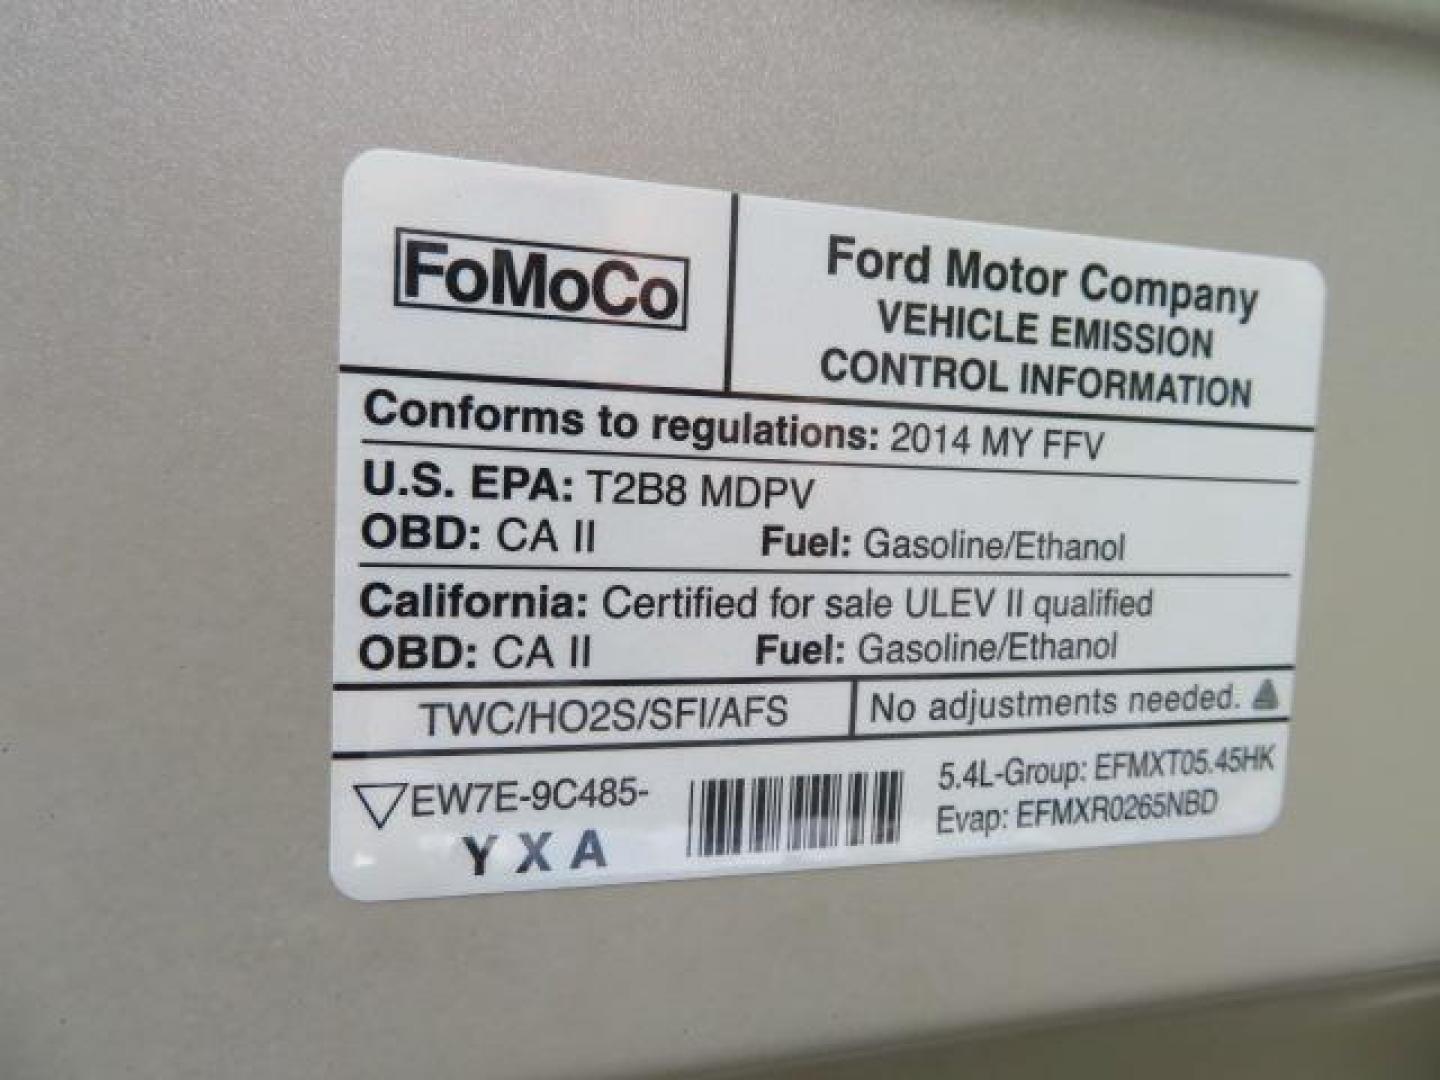 FoMoCo
Ford Motor Company
VEHICLE EMISSION
CONTROL INFORMATION
Conforms to regulations: 2014 MY FFV
U.S. EPA: T2B8 MDPV
OBD: CA II Fuel: Gasoline/Ethanol
California: Certified for sale ULEV II qualified
OBD: CA II Fuel: Gasoline/Ethanol
TWC/HO2S/SFI/AFS
No adjustments needed.
EW7E-9C485-
YXA
5.4L-Group: EFMXT05.45HK
Evap: EFMXR0265NBD